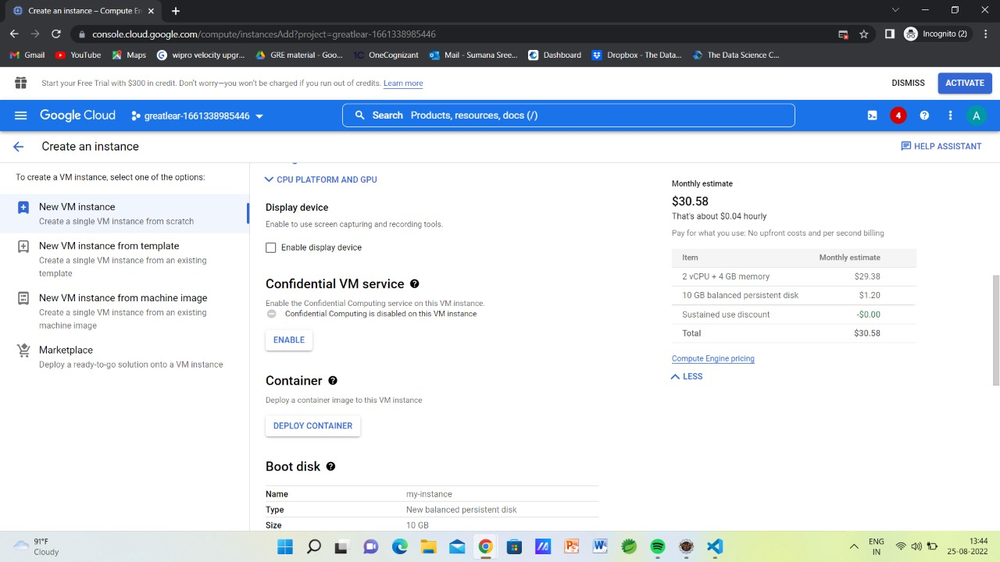 Create an instance – Compute En
console.cloud.google.com/compute/instancesAdd?project=greatlear-1661338985446
Incognito (2)
Gmail
YouTube
Maps
wipro velocity upgr...
GRE material - Goo...
OneCognizant
Mail - Sumana Sree...
Dashboard
Dropbox - The Data...
The Data Science C...
Start your Free Trial with $300 in credit. Don't worry—you won't be charged if you run out of credits. Learn more
DISMISS
ACTIVATE
Google Cloud
greatlear-1661338985446
Search Products, resources, docs (/)
4
A
Create an instance
HELP ASSISTANT
To create a VM instance, select one of the options:
New VM instance
Create a single VM instance from scratch
New VM instance from template
Create a single VM instance from an existing
template
New VM instance from machine image
Create a single VM instance from an existing
machine image
Marketplace
Deploy a ready-to-go solution onto a VM instance
CPU PLATFORM AND GPU
Display device
Enable to use screen capturing and recording tools.
Enable display device
Confidential VM service
Enable the Confidential Computing service on this VM instance.
Confidential Computing is disabled on this VM instance
ENABLE
Container
Deploy a container image to this VM instance
DEPLOY CONTAINER
Boot disk
Name my-instance
Type New balanced persistent disk
Size 10 GB
Monthly estimate
$30.58
That's about $0.04 hourly
Pay for what you use: No upfront costs and per second billing
Item Monthly estimate
2 vCPU + 4 GB memory $29.38
10 GB balanced persistent disk $1.20
Sustained use discount -$0.00
Total $30.58
Compute Engine pricing
LESS
91°F
Cloudy
ENG
IN
13:44
25-08-2022